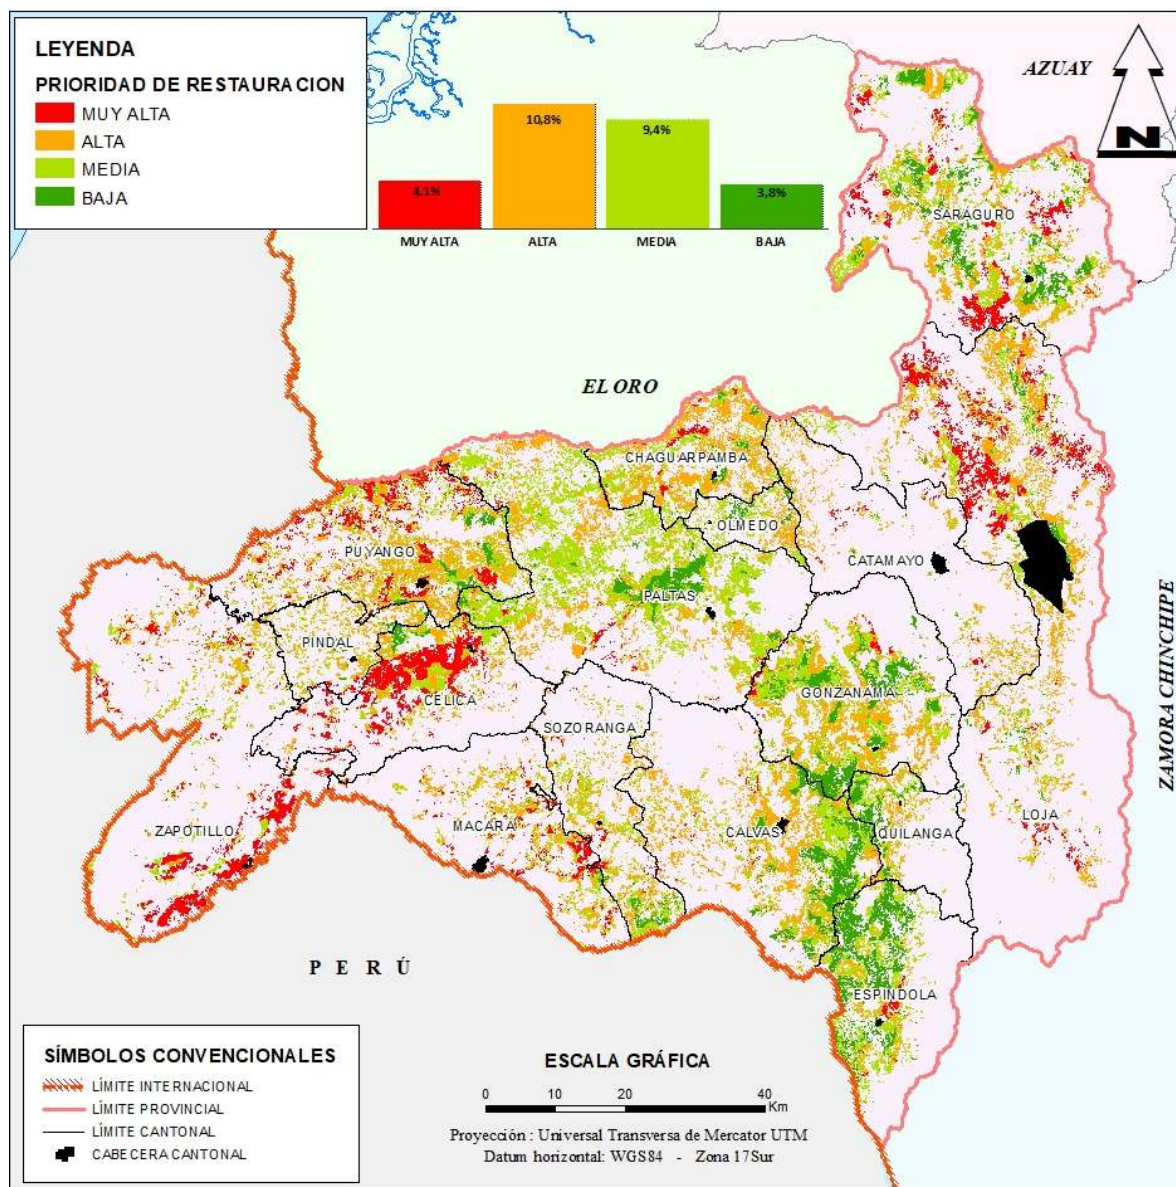 LEYENDA
PRIORIDAD DE RESTAURACION
MUY ALTA
ALTA
MEDIA
BAJA
4,1%
10,8%
9,4%
3,8%
MUY ALTA
ALTA
MEDIA
BAJA
AZUAY
N
SARAGURO
EL ORO
CHAGUARPAMBA
OLMEDO
PUYANGO
CATAMAYO
PALTAS
PINDAL
GONZANAMA
CELICA
SOZORANGA
ZAMORA CHINCHIPE
ZAPOTILLO
MACARA
CALVAS
QUILANGA
LOJA
PERÚ
ESPINDOLA
SÍMBOLOS CONVENCIONALES
LÍMITE INTERNACIONAL
LÍMITE PROVINCIAL
LÍMITE CANTONAL
CABECERA CANTONAL
ESCALA GRÁFICA
0 10 20 40
Km
Proyección : Universal Transversa de Mercator UTM
Datum horizontal: WGS84 - Zona 17Sur